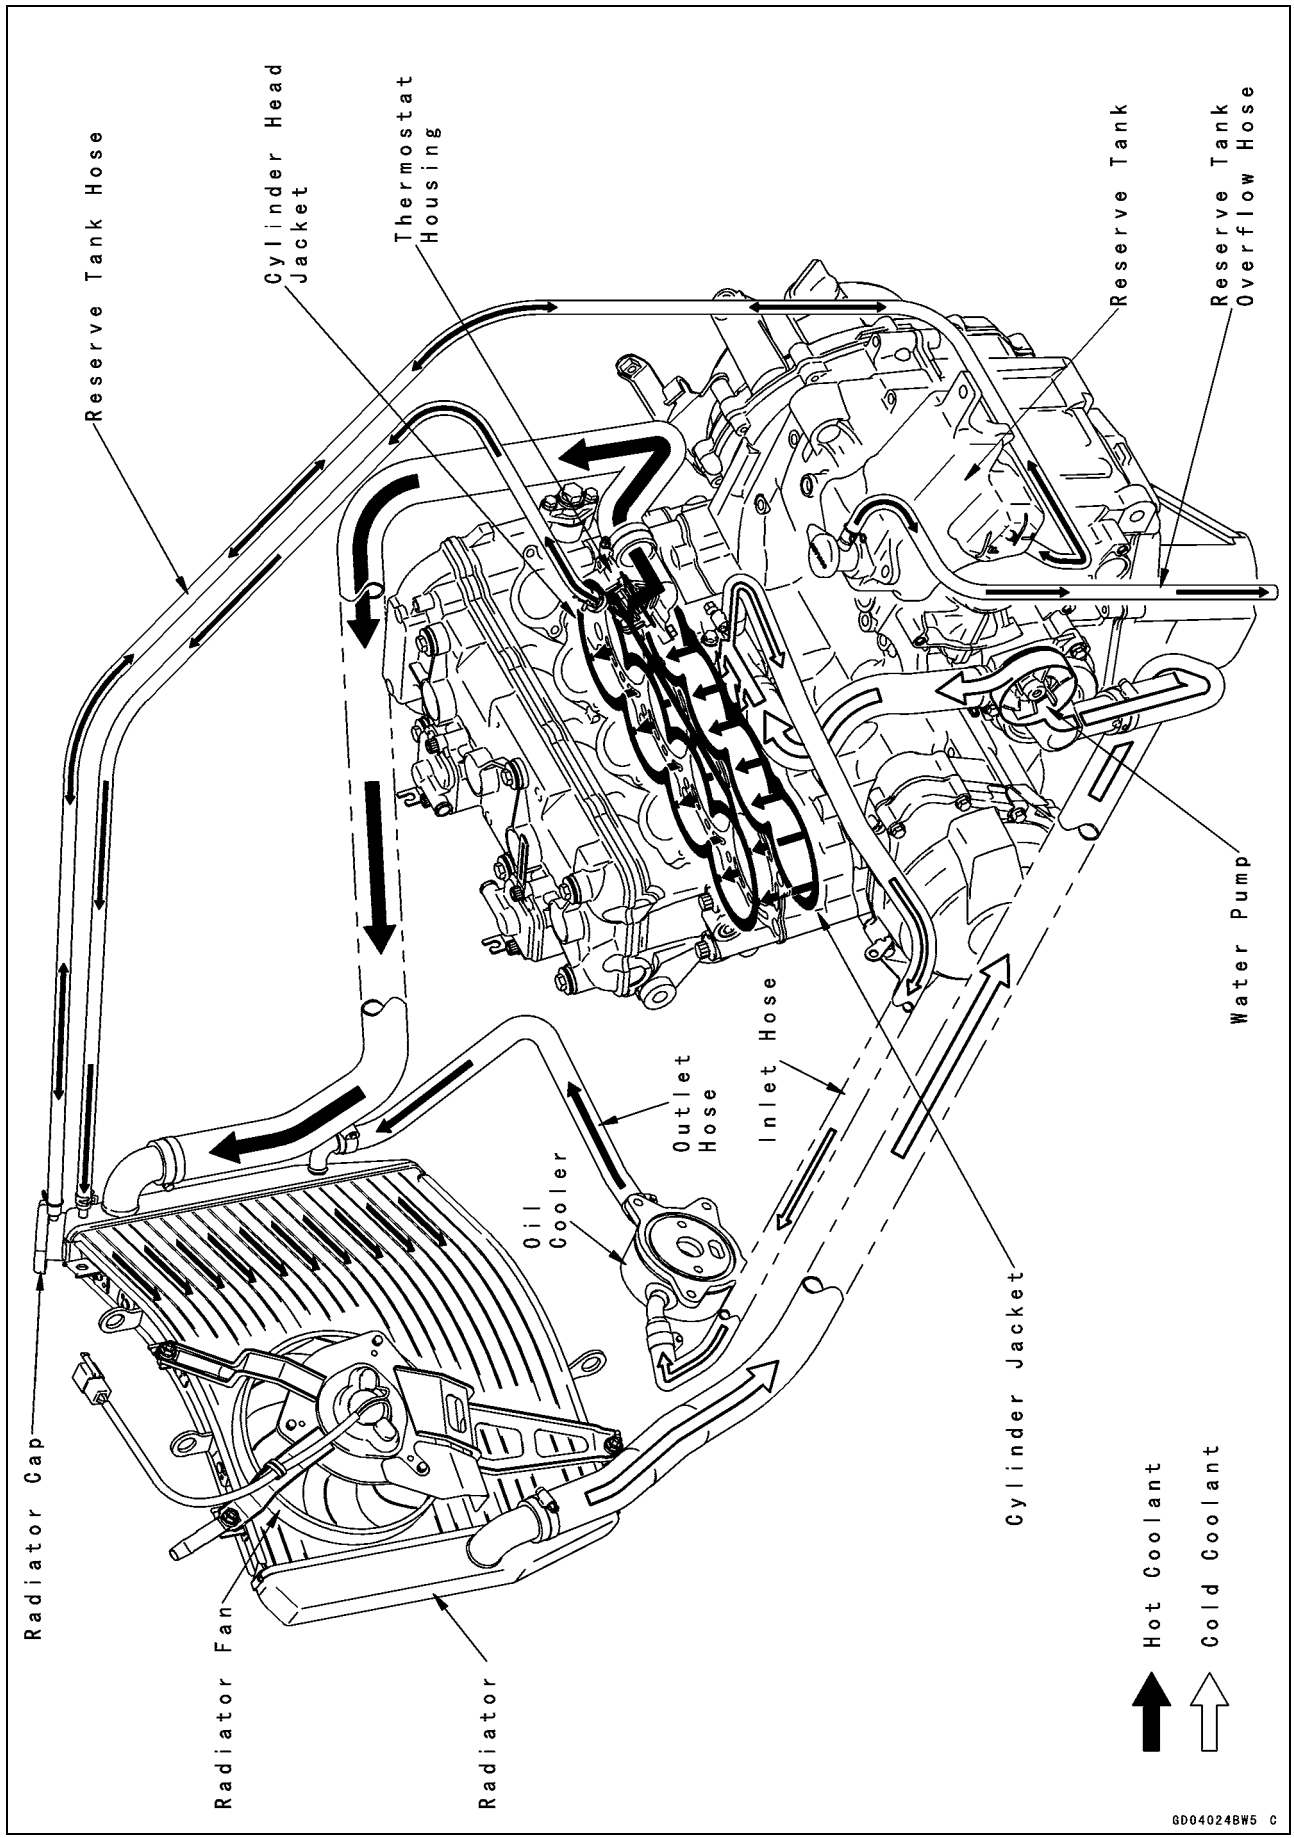 Reserve Tank Hose
Cylinder Head
Jacket
Thermostat
Housing
Reserve Tank
Reserve Tank
Overflow Hose
Outlet
Hose
Inlet Hose
Water Pump
Oil
Cooler
Radiator Cap
Radiator Fan
Radiator
Cylinder Jacket
Hot Coolant
Cold Coolant
GD04024BW5 C